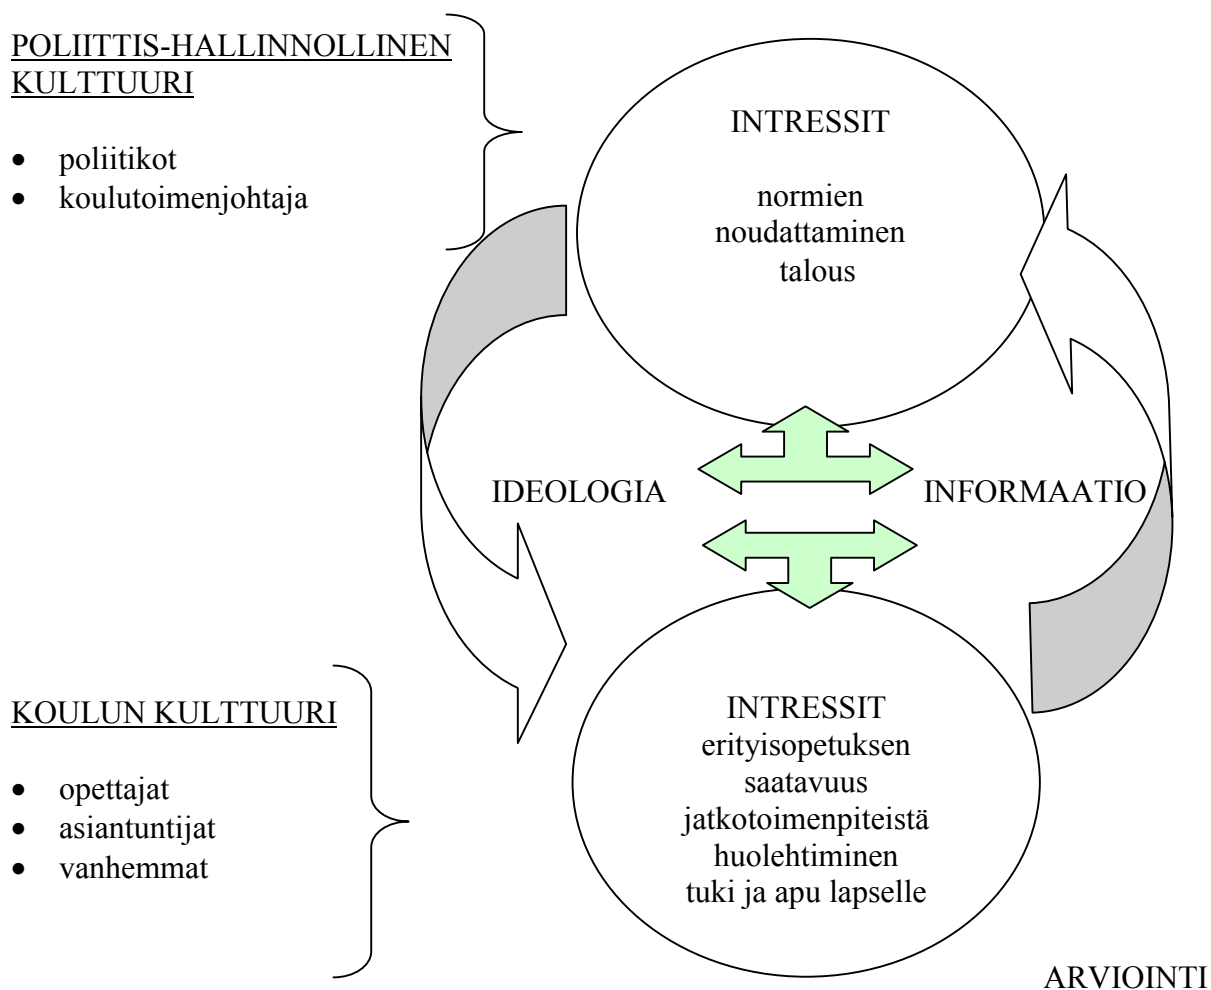 POLIITTIS-HALLINNOLLINEN
KULTTUURI
• poliitikot
• koulutoimenjohtaja
INTRESSIT
normien
noudattaminen
talous
IDEOLOGIA
INFORMAATIO
KOULUN KULTTUURI
• opettajat
• asiantuntijat
• vanhemmat
INTRESSIT
erityisopetuksen
saatavuus
jatkotoimenpiteistä
huolehtiminen
tuki ja apu lapselle
ARVIOINTI